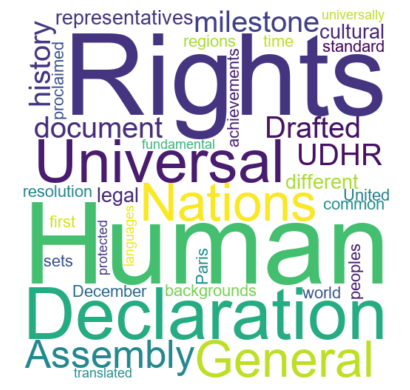 representatives milestone universally
regions time cultural
standard
history proclaimed Rights achievements
document Drafted
fundamental
Universal UDHR
different
resolution legal Nations United
common
first languages
Human
sets protected Paris peoples
December backgrounds world
Declaration
Assembly General
translated